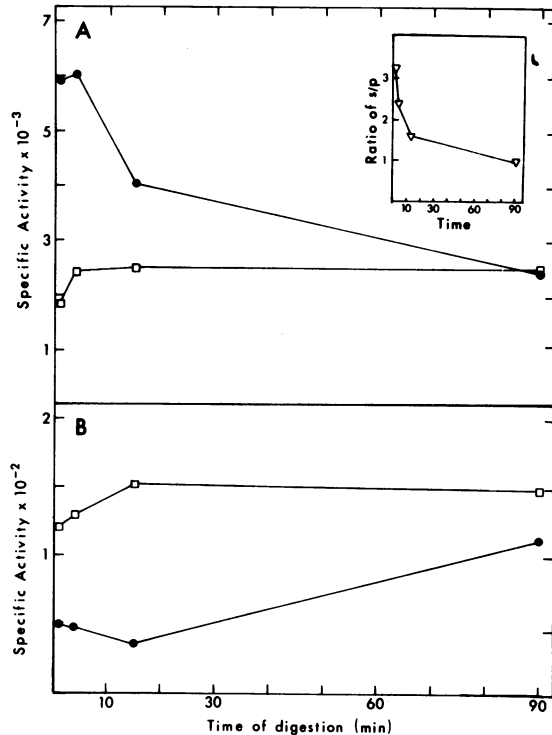 A
7
5
3
1
Specific Activity x 10⁻³
3
2
1
Ratio of s/p
10 30 60 90
Time
B
2
1
Specific Activity x 10⁻²
10 30 60 90
Time of digestion (min)